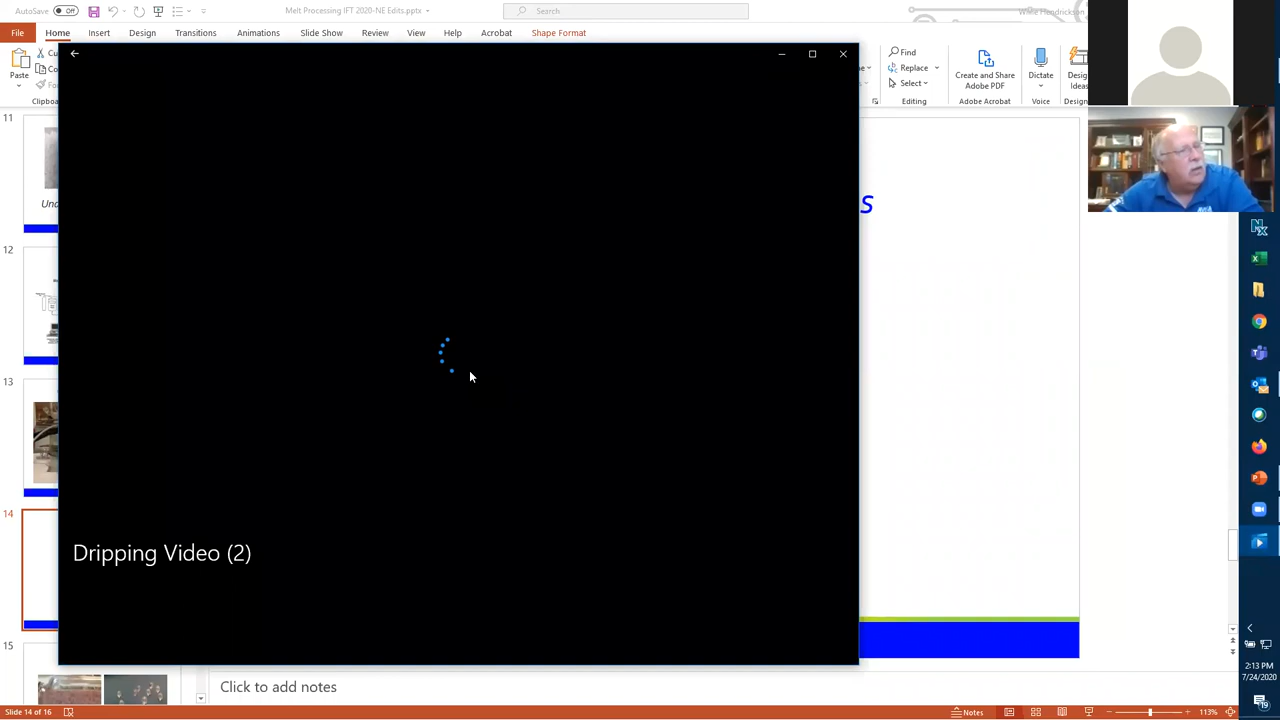 AutoSave Off Melt Processing IFT 2020-NE Edits.pptx Search
File Home Insert Design Transitions Animations Slide Show Review View Help Acrobat Shape Format
Paste
Clipboard
Find
Replace
Select
Editing
Create and Share
Adobe PDF
Adobe Acrobat
Dictate
Voice
Design
Ideas
11
12
13
14
15
s
Dripping Video (2)
Click to add notes
Slide 14 of 16
Notes
113%
2:13 PM
7/24/2020